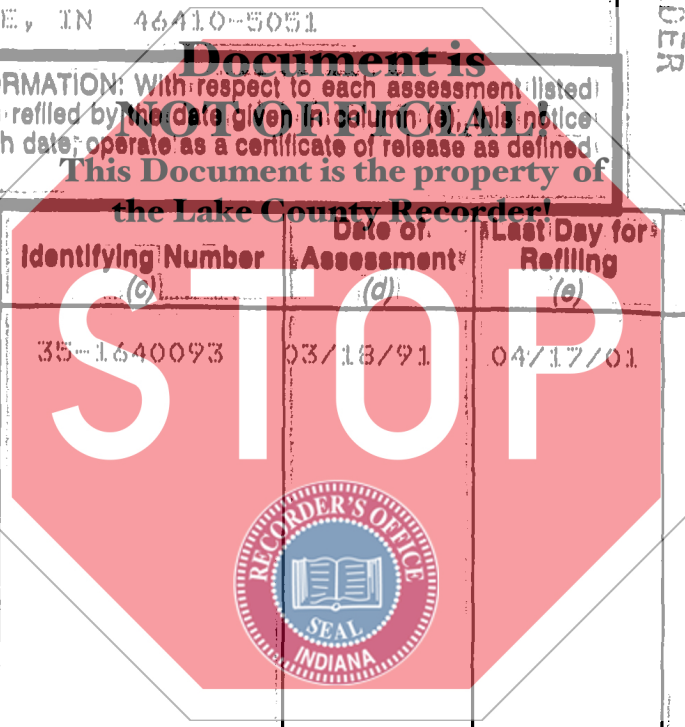 E, IN 46410-5051
DER
Document is
RMATION: With respect to each assessment listed
refiled by the date given in column (e), this notice
NOT OFFICIAL!
h date, operate as a certificate of release as defined
This Document is the property of
the Lake County Recorder!
Identifying Number
(c)
Date of
Assessment
(d)
Last Day for
Refiling
(e)
35-1640093 03/18/91 04/17/01
STOP
RECORDER'S OFFICE
SEAL
INDIANA